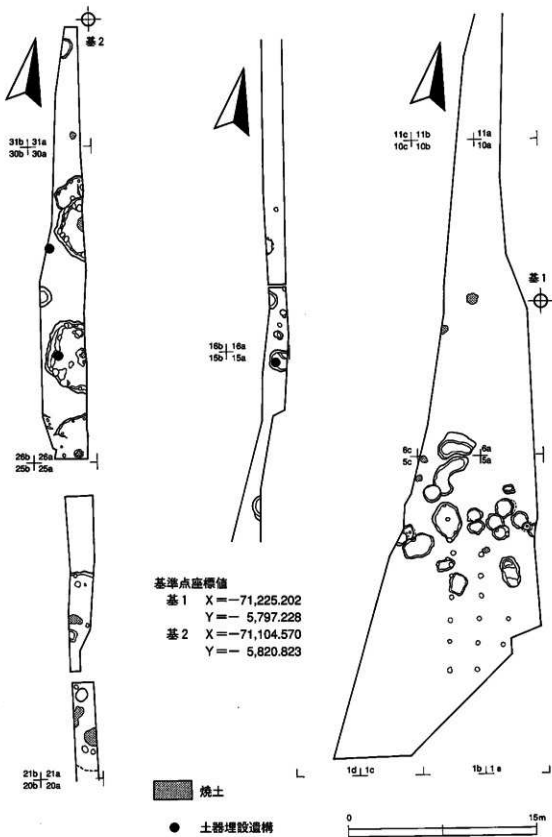 基2
31b 31a
30b 30a
26b 26a
25b 25a
21b 21a
20b 20a
16b 16a
15b 15a
11c 11b
10c 10b
11a
10a
基1
6c
5c
6a
5a
1d 1c
1b 1a
基準点座標値
基1 X=-71,225.202
Y=- 5,797.228
基2 X=-71,104.570
Y=- 5,820.823
焼土
土器埋設遺構
0 15m